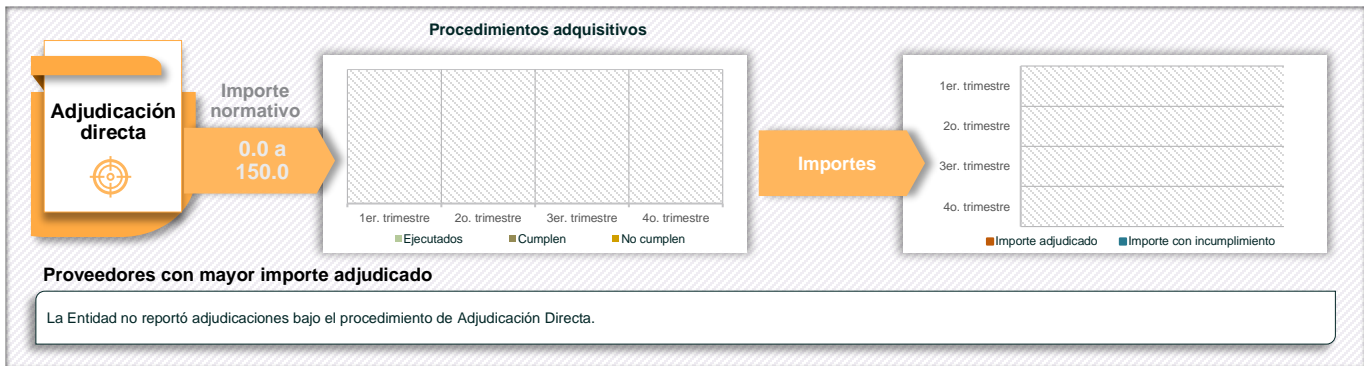 Procedimientos adquisitivos
Adjudicación
directa
Importe
normativo
0.0 a
150.0
1er. trimestre
2o. trimestre
3er. trimestre
4o. trimestre
Ejecutados
Cumplen
No cumplen
Importes
1er. trimestre
2o. trimestre
3er. trimestre
4o. trimestre
Importe adjudicado
Importe con incumplimiento
Proveedores con mayor importe adjudicado
La Entidad no reportó adjudicaciones bajo el procedimiento de Adjudicación Directa.